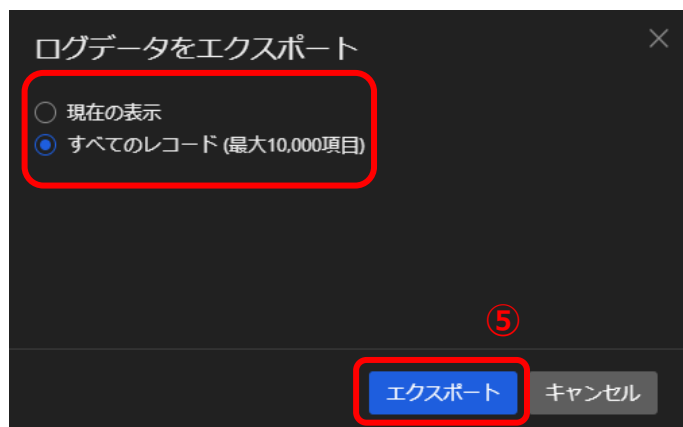 ログデータをエクスポート
現在の表示
すべてのレコード (最大10,000項目)
⑤
エクスポート
キャンセル